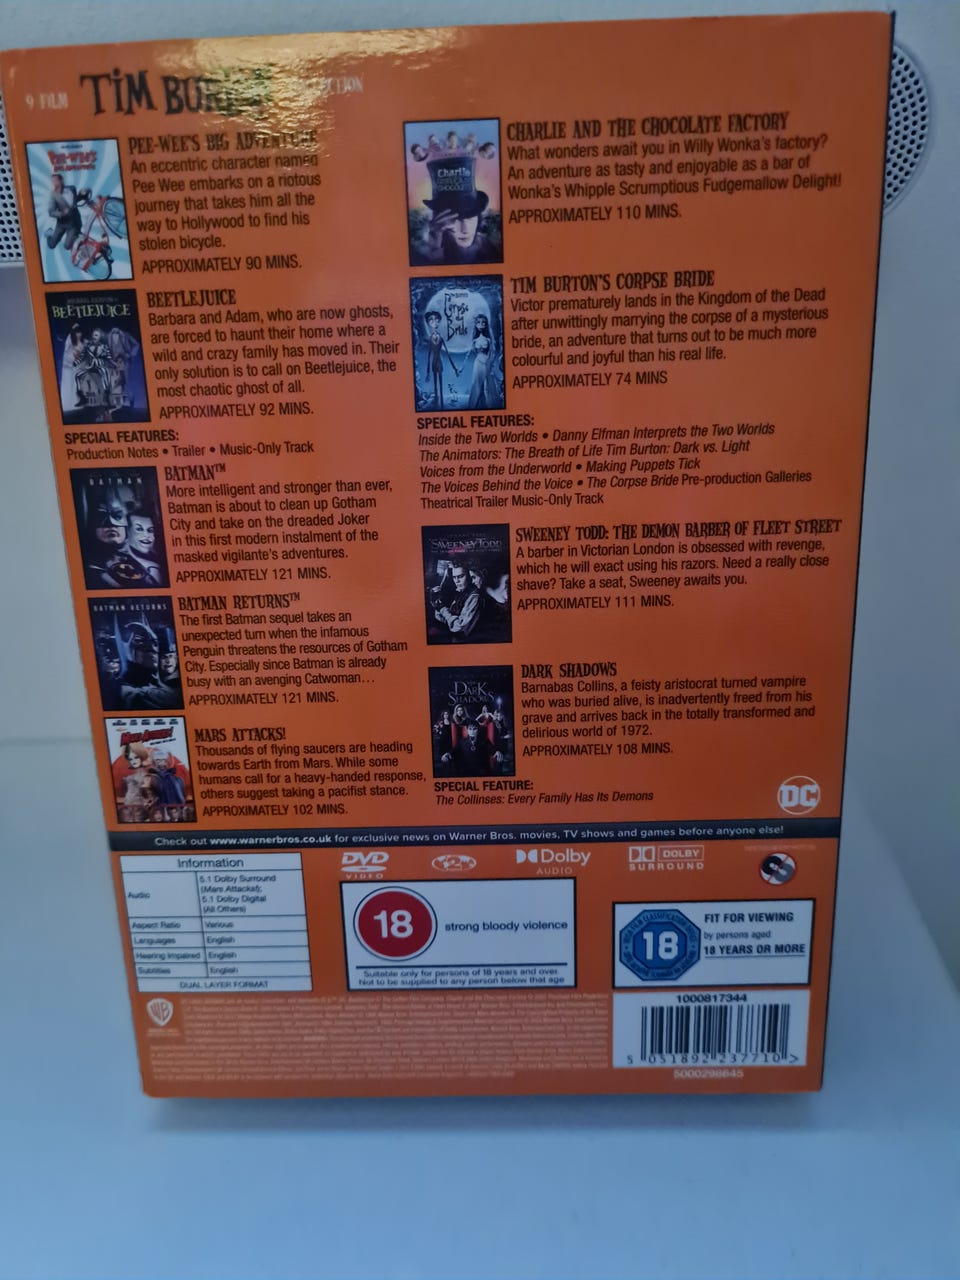 9 FILM TIM BURTON COLLECTION
PEE-WEE'S BIG ADVENTURE
An eccentric character named
Pee Wee embarks on a riotous
journey that takes him all the
way to Hollywood to find his
stolen bicycle.
APPROXIMATELY 90 MINS.
BEETLEJUICE
BEETLEJUICE
Barbara and Adam, who are now ghosts,
are forced to haunt their home where a
wild and crazy family has moved in. Their
only solution is to call on Beetlejuice, the
most chaotic ghost of all.
APPROXIMATELY 92 MINS.
SPECIAL FEATURES:
Production Notes • Trailer • Music-Only Track
BATMAN
BATMAN™
More intelligent and stronger than ever,
Batman is about to clean up Gotham
City and take on the dreaded Joker
in this first modern instalment of the
masked vigilante's adventures.
APPROXIMATELY 121 MINS.
BATMAN RETURNS
BATMAN RETURNS™
The first Batman sequel takes an
unexpected turn when the infamous
Penguin threatens the resources of Gotham
City. Especially since Batman is already
busy with an avenging Catwoman...
APPROXIMATELY 121 MINS.
MARS ATTACKS!
Thousands of flying saucers are heading
towards Earth from Mars. While some
humans call for a heavy-handed response,
others suggest taking a pacifist stance.
APPROXIMATELY 102 MINS.
Charlie
CHARLIE AND THE CHOCOLATE FACTORY
What wonders await you in Willy Wonka's factory?
An adventure as tasty and enjoyable as a bar of
Wonka's Whipple Scrumptious Fudgemallow Delight!
APPROXIMATELY 110 MINS.
Corpse
Bride
TIM BURTON'S CORPSE BRIDE
Victor prematurely lands in the Kingdom of the Dead
after unwittingly marrying the corpse of a mysterious
bride, an adventure that turns out to be much more
colourful and joyful than his real life.
APPROXIMATELY 74 MINS
SPECIAL FEATURES:
Inside the Two Worlds • Danny Elfman Interprets the Two Worlds
The Animators: The Breath of Life Tim Burton: Dark vs. Light
Voices from the Underworld • Making Puppets Tick
The Voices Behind the Voice • The Corpse Bride Pre-production Galleries
Theatrical Trailer Music-Only Track
SWEENEY TODD
SWEENEY TODD: THE DEMON BARBER OF FLEET STREET
A barber in Victorian London is obsessed with revenge,
which he will exact using his razors. Need a really close
shave? Take a seat, Sweeney awaits you.
APPROXIMATELY 111 MINS.
DARK
SHADOWS
DARK SHADOWS
Barnabas Collins, a feisty aristocrat turned vampire
who was buried alive, is inadvertently freed from his
grave and arrives back in the totally transformed and
delirious world of 1972.
APPROXIMATELY 108 MINS.
SPECIAL FEATURE:
The Collinses: Every Family Has Its Demons
DC
Check out www.warnerbros.co.uk for exclusive news on Warner Bros. movies, TV shows and games before anyone else!
Information
Audio
5.1 Dolby Surround
(Mars Attacks!);
5.1 Dolby Digital
(All Others)
Aspect Ratio Various
Languages English
Hearing Impaired English
Subtitles English
DUAL LAYER FORMAT
DVD
VIDEO
2
Dolby
AUDIO
DOLBY
SURROUND
18
strong bloody violence
Suitable only for persons of 18 years and over.
Not to be supplied to any person below that age
18
FIT FOR VIEWING
by persons aged
18 YEARS OR MORE
WB
1000817344
5 051892 237710 >
5000298645